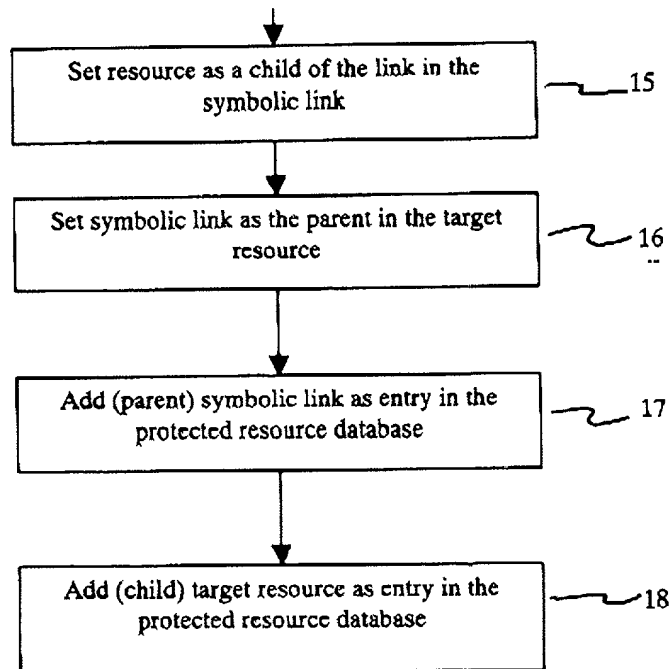 Set resource as a child of the link in the
symbolic link
15
Set symbolic link as the parent in the target
resource
16
Add (parent) symbolic link as entry in the
protected resource database
17
Add (child) target resource as entry in the
protected resource database
18